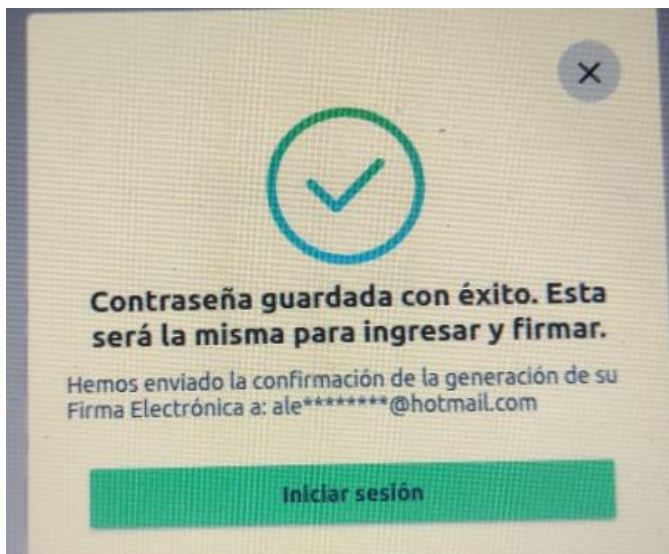 Contraseña guardada con éxito. Esta
será la misma para ingresar y firmar.
Hemos enviado la confirmación de la generación de su
Firma Electrónica a: ale********@hotmail.com
Iniciar sesión